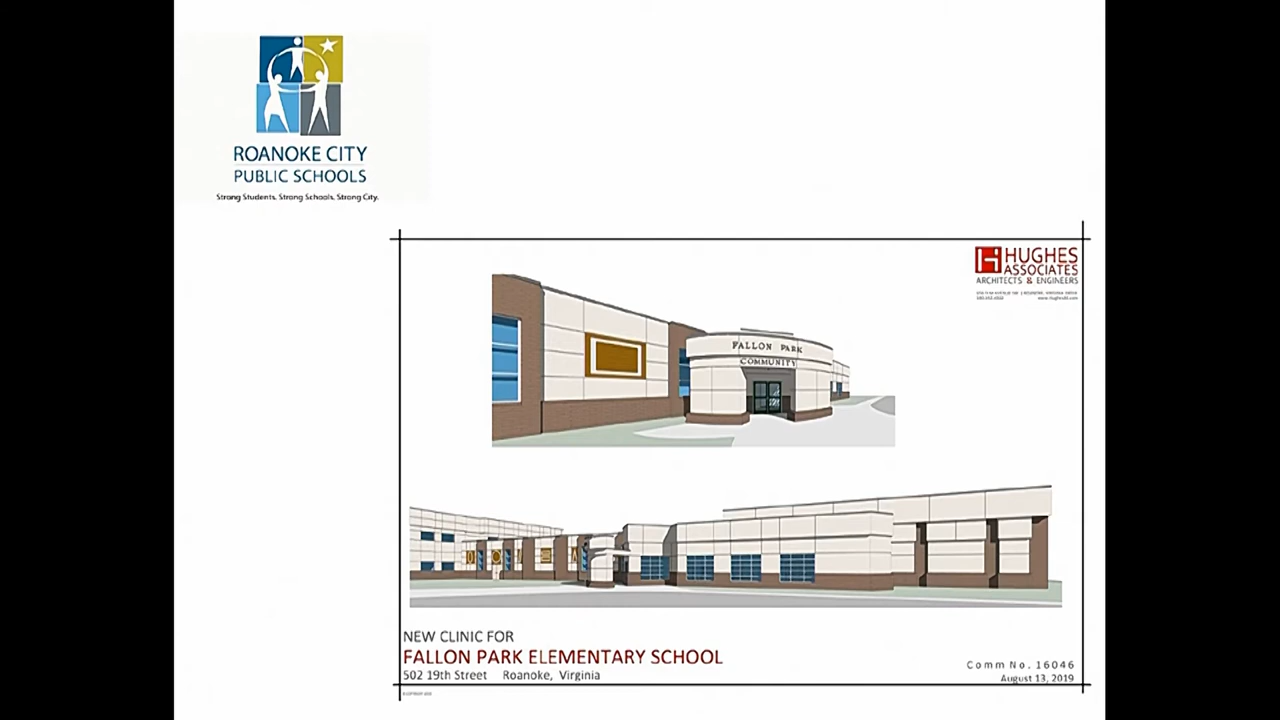 ROANOKE CITY
PUBLIC SCHOOLS
Strong Students. Strong Schools. Strong City.
HUGHES
ASSOCIATES
ARCHITECTS & ENGINEERS
FALLON PARK
COMMUNITY
NEW CLINIC FOR
FALLON PARK ELEMENTARY SCHOOL
502 19th Street Roanoke, Virginia
Comm No. 16046
August 13, 2019